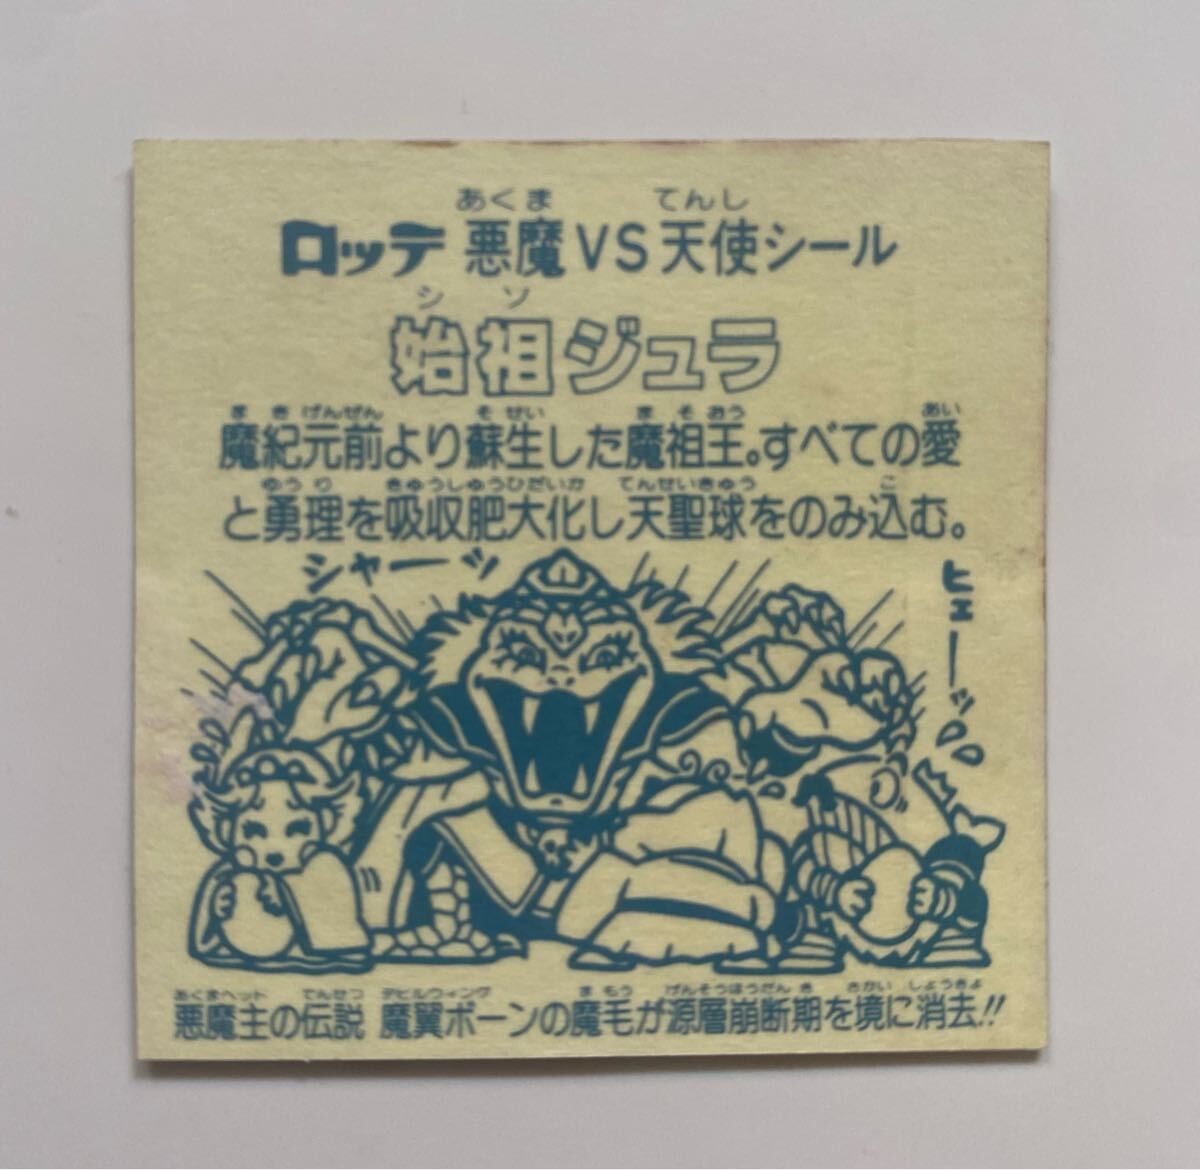 あくま てんし
ロッテ 悪魔VS天使シール
シ ソ
始祖ジュラ
ま き げんぜん そ せい ま そ おう あい
魔紀元前より蘇生した魔祖王。すべての愛
ゆう り きゅうしゅうひだいか てんせいきゅう こ
と勇理を吸収肥大化し天聖球をのみ込む。
シャーッ
ヒェーッ
あくまヘッド でんせつ デビルウィング ま もう げんそうほうだん き さかい しょうきょ
悪魔主の伝説 魔翼ボーンの魔毛が源層崩断期を境に消去!!